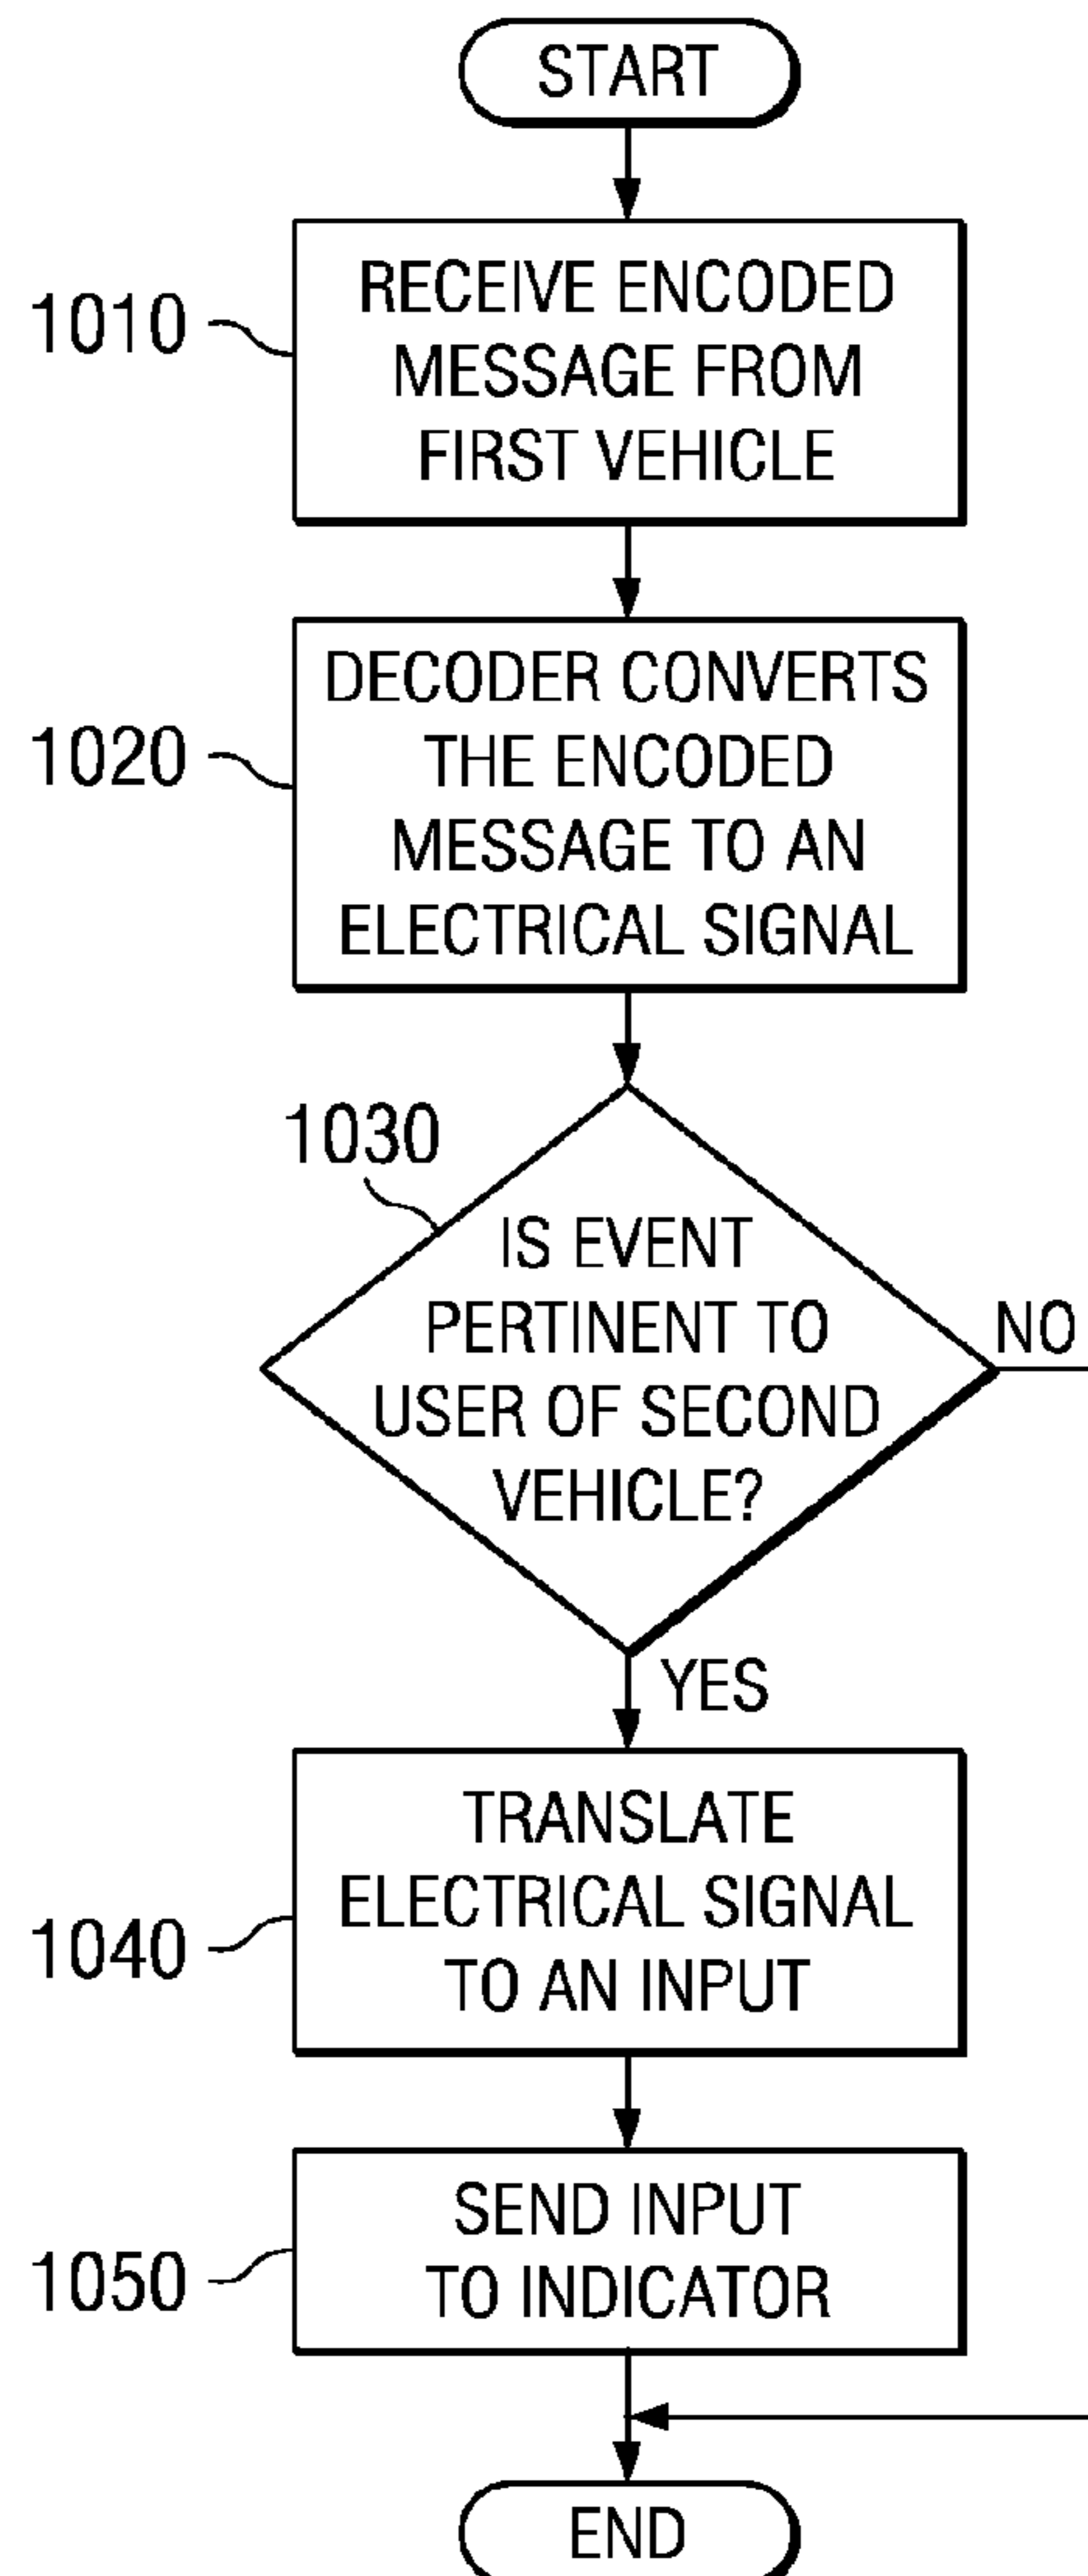 START
1010
RECEIVE ENCODED
MESSAGE FROM
FIRST VEHICLE
1020
DECODER CONVERTS
THE ENCODED
MESSAGE TO AN
ELECTRICAL SIGNAL
1030
IS EVENT
PERTINENT TO
USER OF SECOND
VEHICLE?
NO
YES
1040
TRANSLATE
ELECTRICAL SIGNAL
TO AN INPUT
1050
SEND INPUT
TO INDICATOR
END